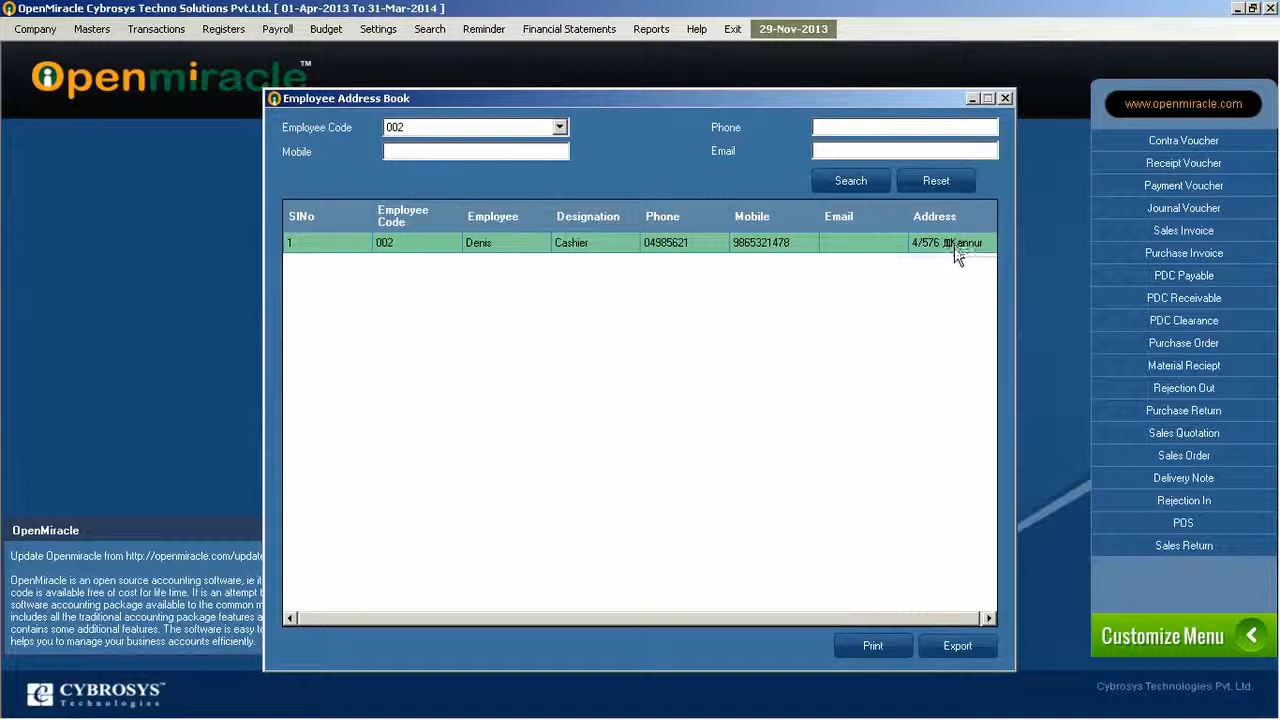 OpenMiracle Cybrosys Techno Solutions Pvt.Ltd. [ 01-Apr-2013 To 31-Mar-2014 ]
Company Masters Transactions Registers Payroll Budget Settings Search Reminder Financial Statements Reports Help Exit 29-Nov-2013
Openmiracle™
Employee Address Book
Employee Code 002 Phone
Mobile Email
Search Reset
SlNo Employee Code Employee Designation Phone Mobile Email Address
1 002 Denis Cashier 04985621 9865321478 4/576 Kannur
Print Export
www.openmiracle.com
Contra Voucher
Receipt Voucher
Payment Voucher
Journal Voucher
Sales Invoice
Purchase Invoice
PDC Payable
PDC Receivable
PDC Clearance
Purchase Order
Material Reciept
Rejection Out
Purchase Return
Sales Quotation
Sales Order
Delivery Note
Rejection In
POS
Sales Return
Customize Menu
OpenMiracle
Update Openmiracle from http://openmiracle.com/update
OpenMiracle is an open source accounting software, ie it
code is available free of cost for life time. It is an attempt t
software accounting package available to the common m
includes all the traditional accounting package features a
contains some additional features. The software is easy to
helps you to manage your business accounts efficiently.
CYBROSYS™
Technologies
Cybrosys Technologies Pvt. Ltd.